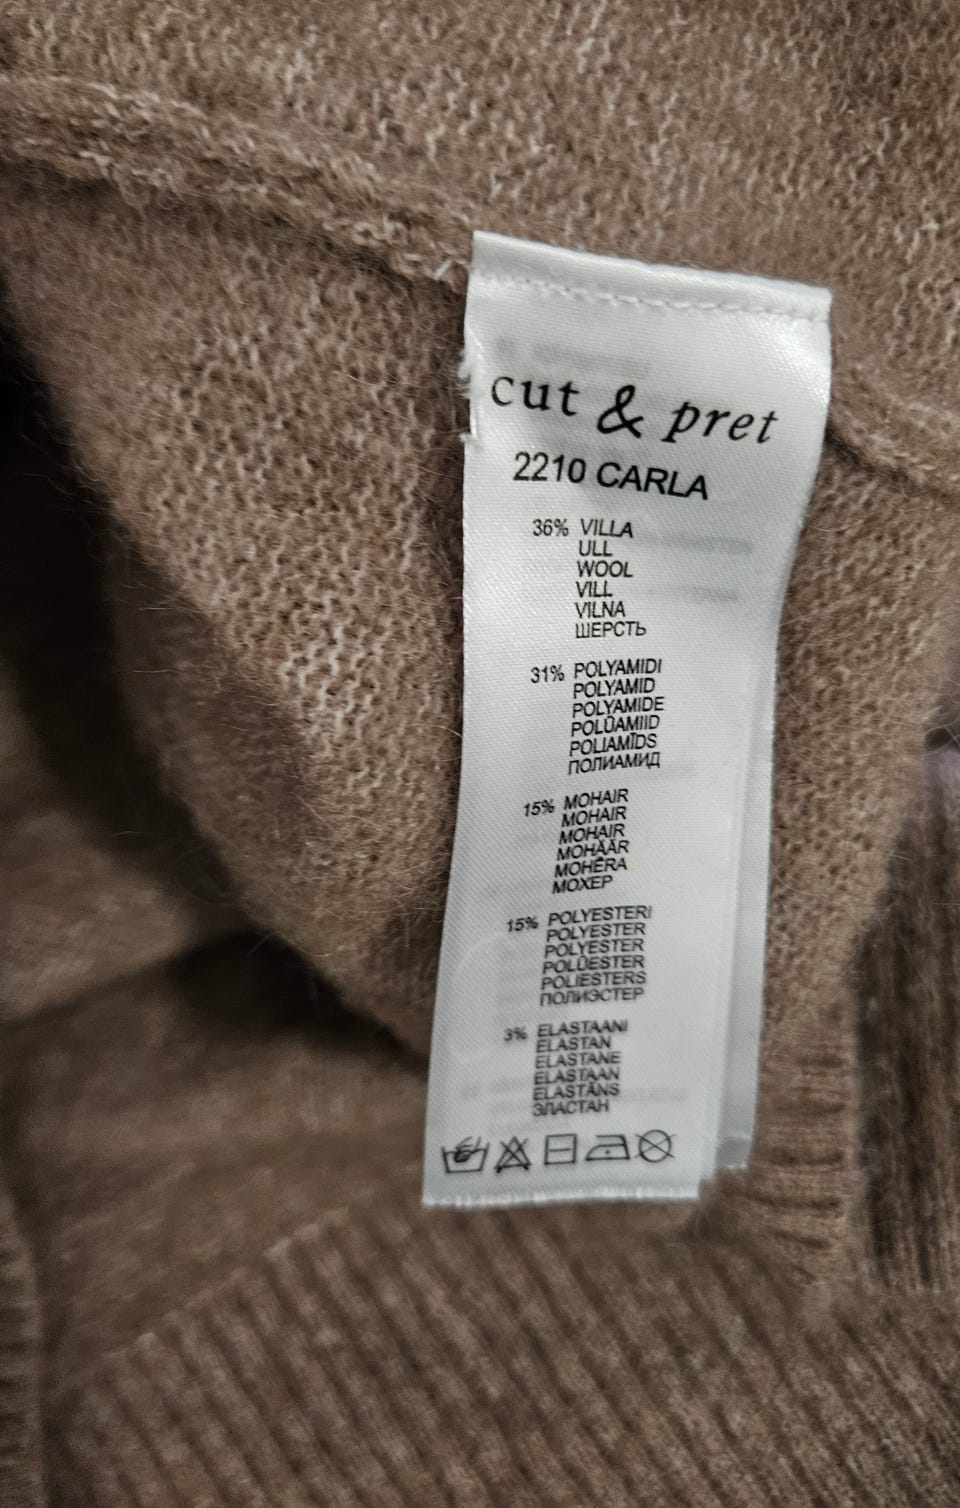 cut & pret
2210 CARLA
36% VILLA
ULL
WOOL
VILL
VILNA
ШЕРСТЬ
31% POLYAMIDI
POLYAMID
POLYAMIDE
POLÜAMIID
POLIAMĪDS
ПОЛИАМИД
15% MOHAIR
MOHAIR
MOHAIR
MOHÄÄR
MOHĒRA
МОХЕР
15% POLYESTERI
POLYESTER
POLYESTER
POLÜESTER
POLIESTERS
ПОЛИЭСТЕР
3% ELASTAANI
ELASTAN
ELASTANE
ELASTAAN
ELASTĀNS
ЭЛАСТАН